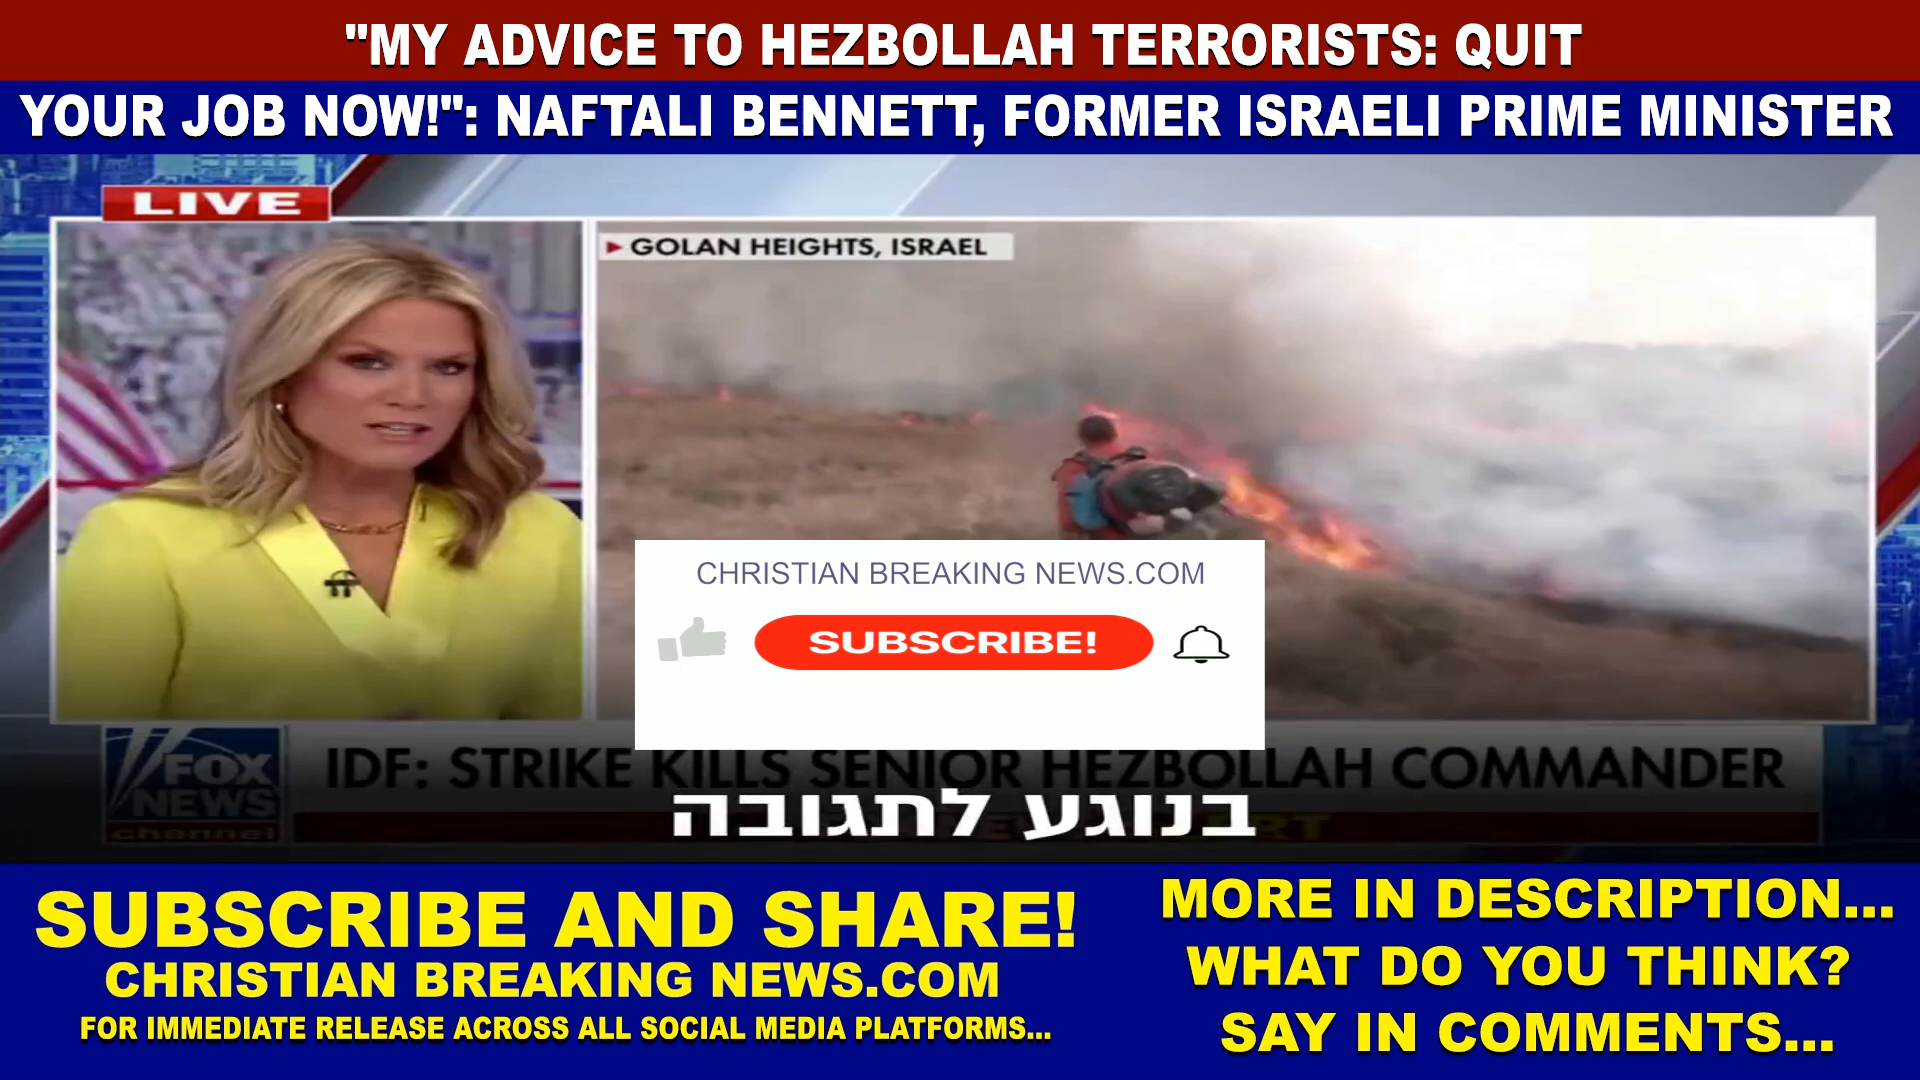 "MY ADVICE TO HEZBOLLAH TERRORISTS: QUIT
YOUR JOB NOW!": NAFTALI BENNETT, FORMER ISRAELI PRIME MINISTER
LIVE
GOLAN HEIGHTS, ISRAEL
CHRISTIAN BREAKING NEWS.COM
SUBSCRIBE!
FOX
NEWS
channel
IDF: STRIKE KILLS SENIOR HEZBOLLAH COMMANDER
בנוגע לתגובה
SUBSCRIBE AND SHARE!
CHRISTIAN BREAKING NEWS.COM
FOR IMMEDIATE RELEASE ACROSS ALL SOCIAL MEDIA PLATFORMS...
MORE IN DESCRIPTION...
WHAT DO YOU THINK?
SAY IN COMMENTS...